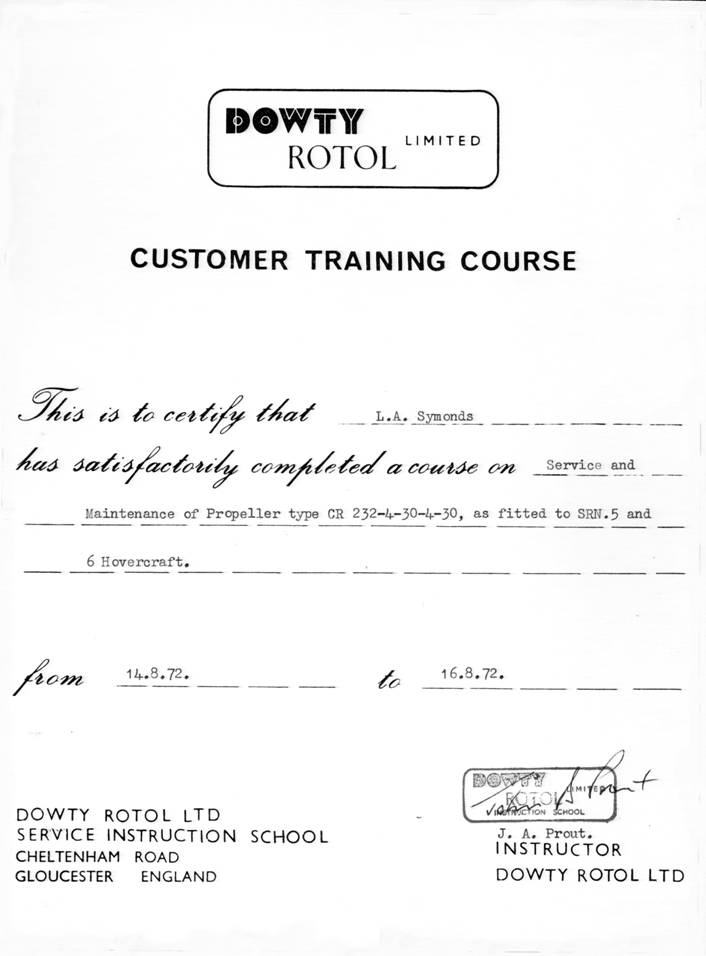 DOWTY
ROTOL LIMITED
CUSTOMER TRAINING COURSE
This is to certify that L.A. Symonds
has satisfactorily completed a course on Service and
Maintenance of Propeller type CR 232-4-30-4-30, as fitted to SRN.5 and
6 Hovercraft.
from 14.8.72. to 16.8.72.
DOWTY
ROTOL LIMITED
INSTRUCTION SCHOOL
John A Prout
J. A. Prout.
INSTRUCTOR
DOWTY ROTOL LTD
DOWTY ROTOL LTD
SERVICE INSTRUCTION SCHOOL
CHELTENHAM ROAD
GLOUCESTER ENGLAND